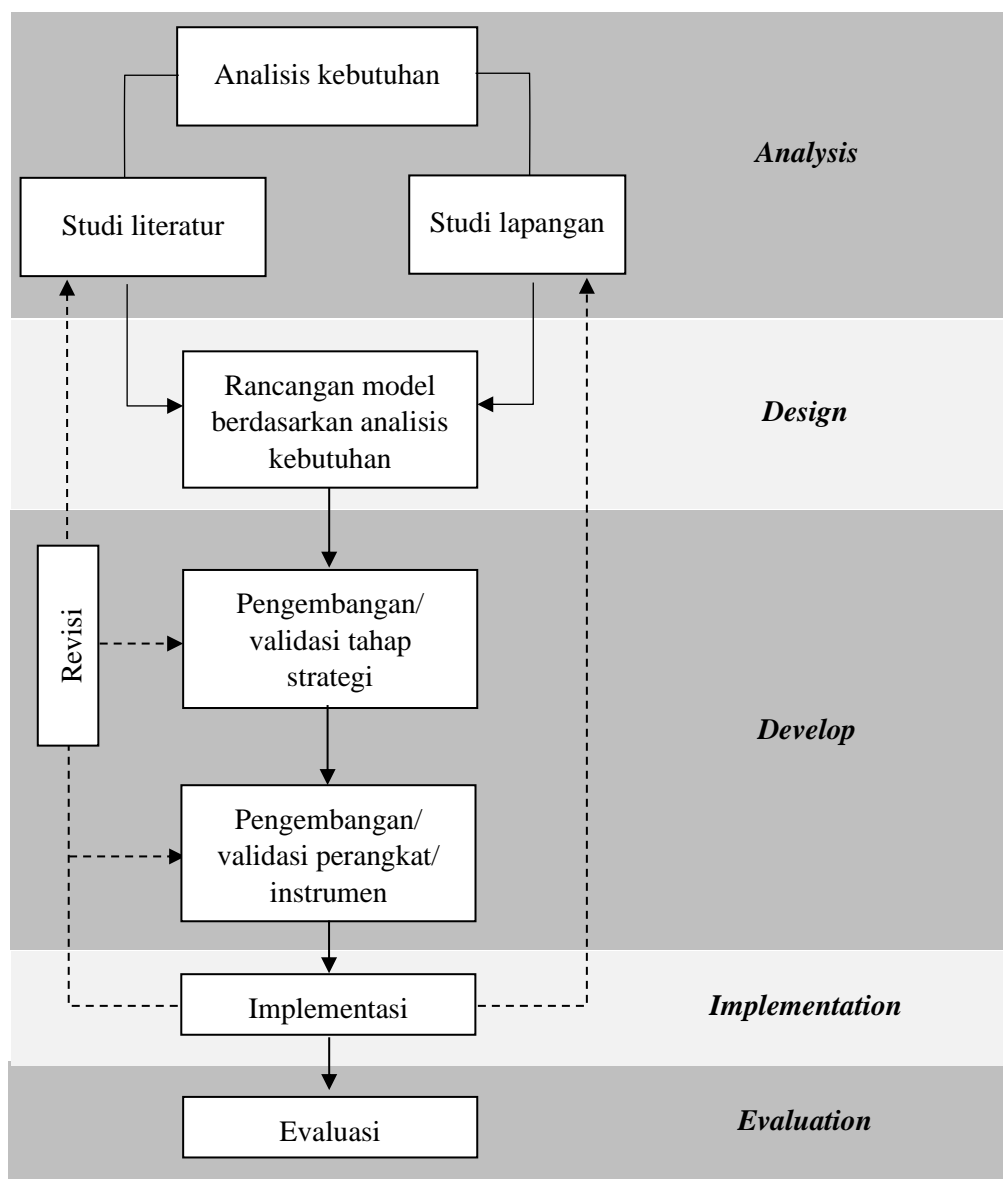 Analisis kebutuhan
Analysis
Studi literatur
Studi lapangan
Rancangan model
berdasarkan analisis
kebutuhan
Design
Revisi
Pengembangan/
validasi tahap
strategi
Develop
Pengembangan/
validasi perangkat/
instrumen
Implementasi
Implementation
Evaluasi
Evaluation